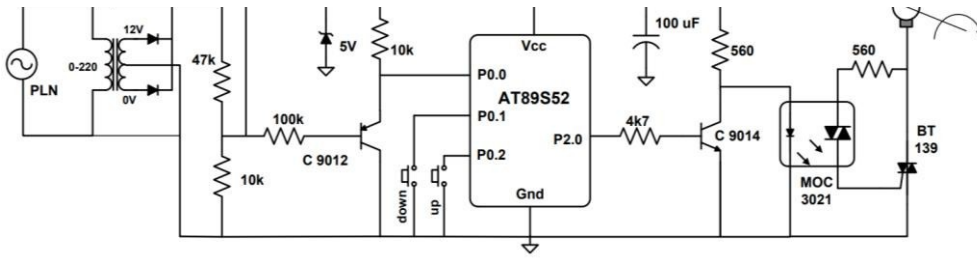 12V
0-220
0V
PLN
47k
10k
100k
C 9012
5V
10k
down
up
Vcc
P0.0
AT89S52
P0.1
P0.2
P2.0
Gnd
100 uF
4k7
560
C 9014
560
MOC
3021
BT
139